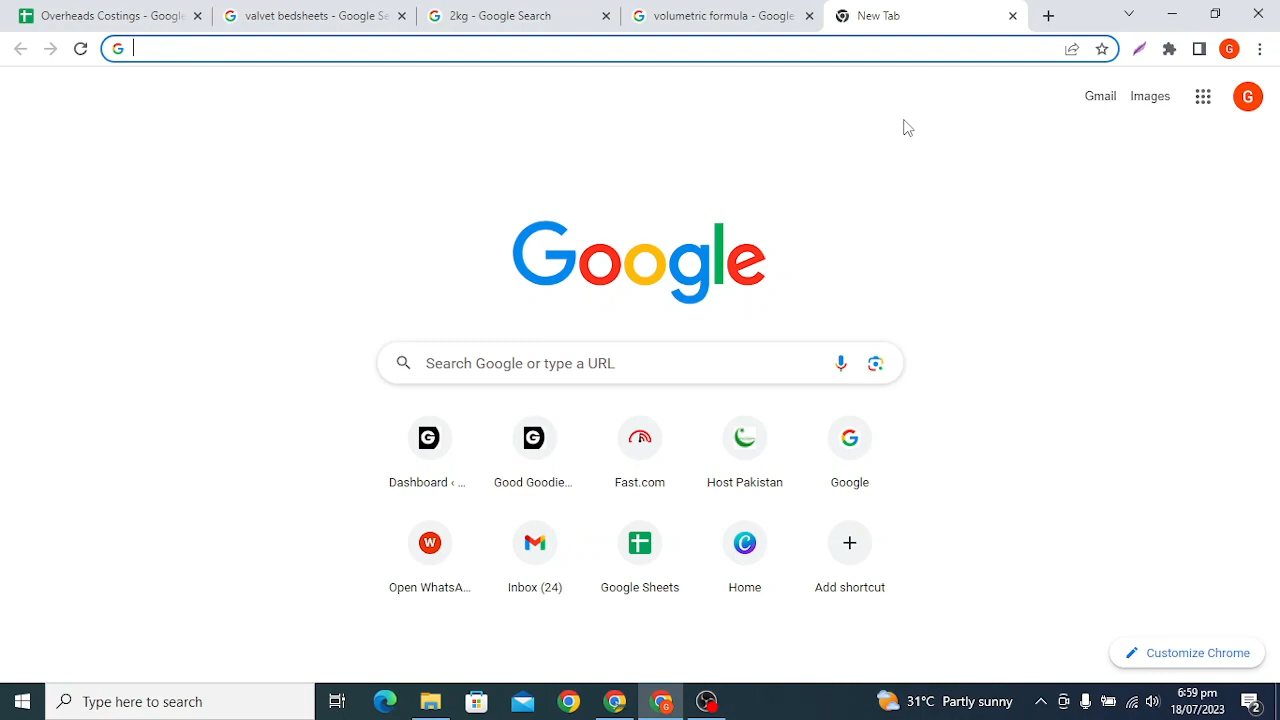 Overheads Costings - Google
valvet bedsheets - Google Se
2kg - Google Search
volumetric formula - Google
New Tab
G
Gmail
Images
G
Google
Search Google or type a URL
Dashboard ‹ ...
Good Goodie...
Fast.com
Host Pakistan
Google
Open WhatsA...
Inbox (24)
Google Sheets
Home
Add shortcut
Customize Chrome
Type here to search
31°C Partly sunny
6:59 pm
18/07/2023
2